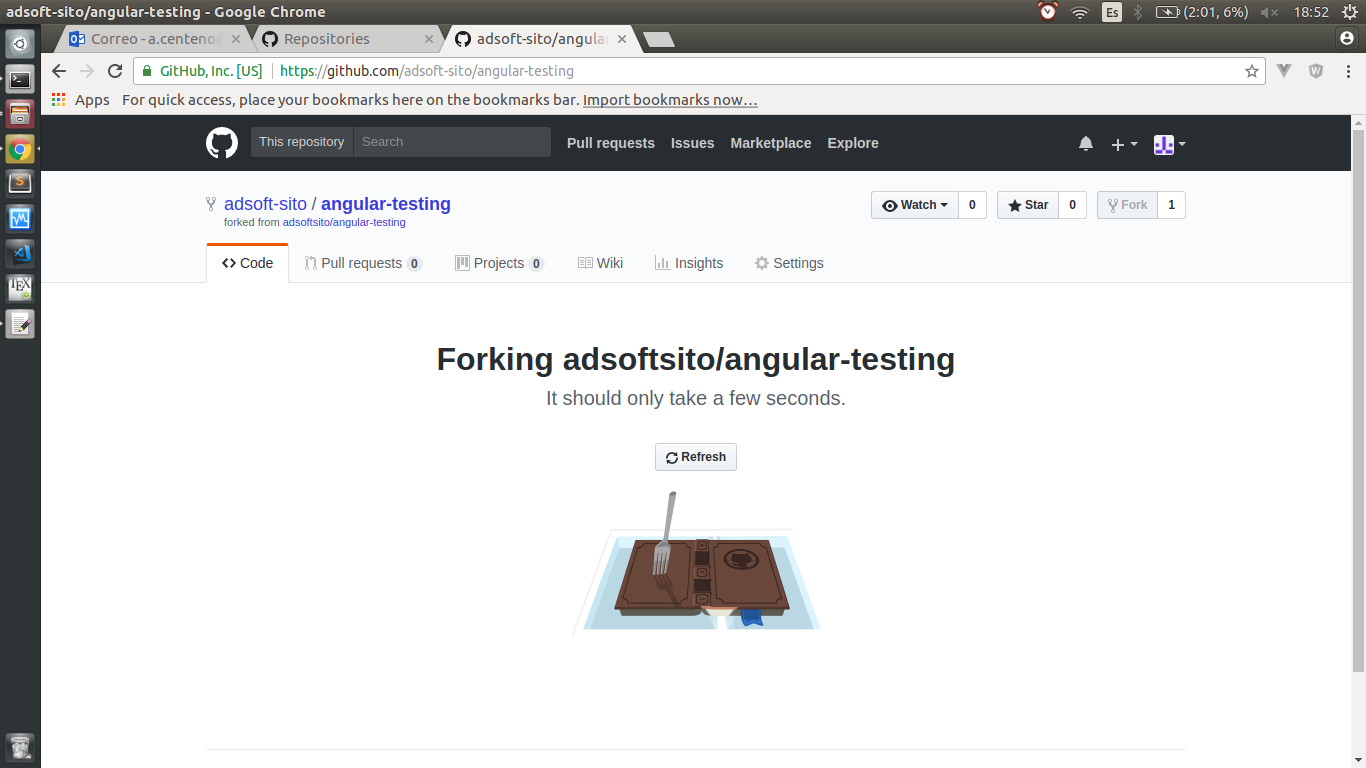 adsoft-sito/angular-testing - Google Chrome
Es
(2:01, 6%)
18:52
Correo - a.centeno@
Repositories
adsoft-sito/angula
GitHub, Inc. [US]
https://github.com/adsoft-sito/angular-testing
Apps
For quick access, place your bookmarks here on the bookmarks bar. Import bookmarks now…
This repository
Search
Pull requests
Issues
Marketplace
Explore
adsoft-sito / angular-testing
forked from adsoftsito/angular-testing
Watch
0
Star
0
Fork
1
Code
Pull requests 0
Projects 0
Wiki
Insights
Settings
Forking adsoftsito/angular-testing
It should only take a few seconds.
Refresh
TEX